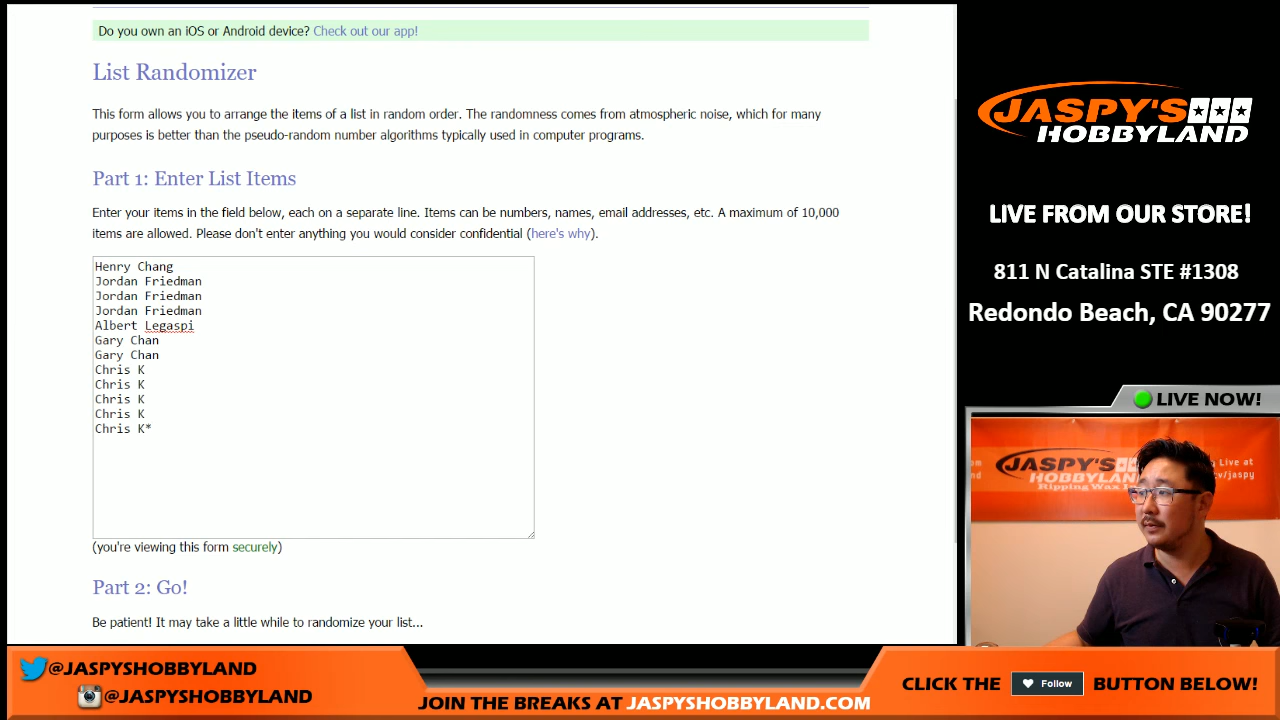 Do you own an iOS or Android device? Check out our app!
List Randomizer
This form allows you to arrange the items of a list in random order. The randomness comes from atmospheric noise, which for many
purposes is better than the pseudo-random number algorithms typically used in computer programs.
Part 1: Enter List Items
Enter your items in the field below, each on a separate line. Items can be numbers, names, email addresses, etc. A maximum of 10,000
items are allowed. Please don't enter anything you would consider confidential (here's why).
Henry Chang
Jordan Friedman
Jordan Friedman
Jordan Friedman
Albert Legaspi
Gary Chan
Gary Chan
Chris K
Chris K
Chris K
Chris K
Chris K*
(you're viewing this form securely)
Part 2: Go!
Be patient! It may take a little while to randomize your list...
JASPY'S
HOBBYLAND
LIVE FROM OUR STORE!
811 N Catalina STE #1308
Redondo Beach, CA 90277
LIVE NOW!
JASPY'S
HOBBYLAND
Ripping Wax
Live at
tv/jaspy
@JASPYSHOBBYLAND
@JASPYSHOBBYLAND
JOIN THE BREAKS AT JASPYSHOBBYLAND.COM
CLICK THE Follow BUTTON BELOW!